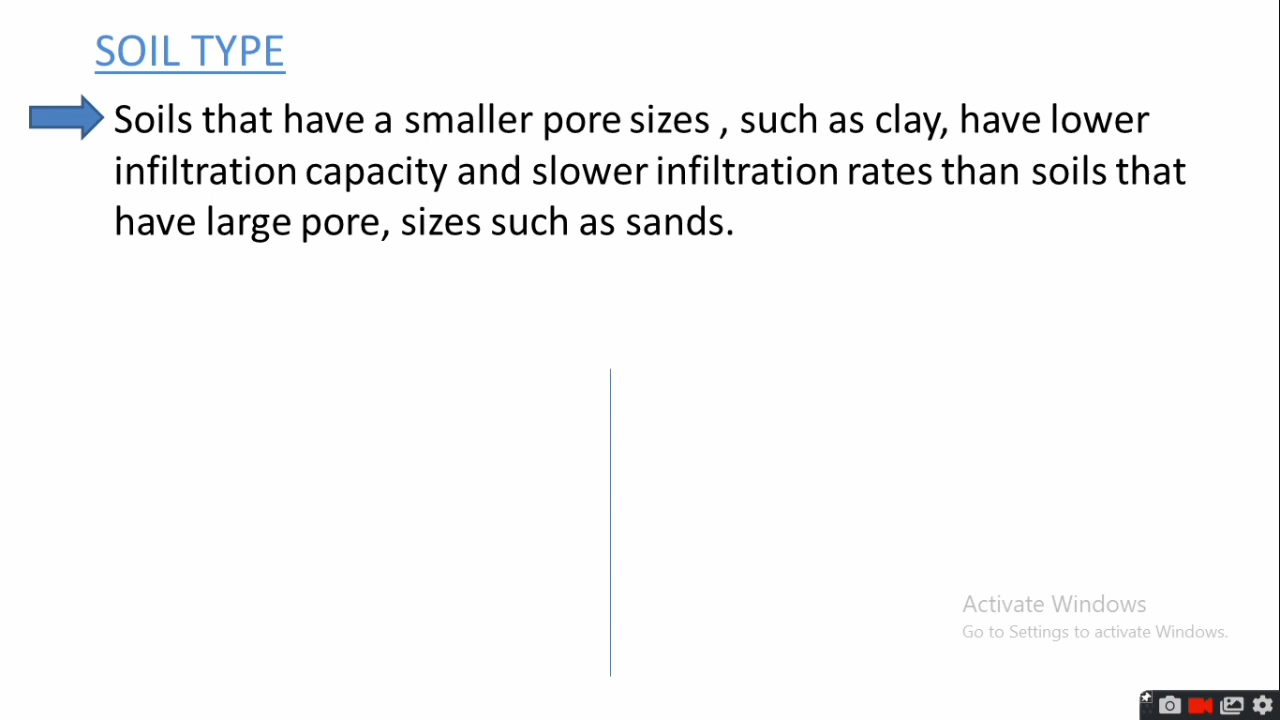 SOIL TYPE
Soils that have a smaller pore sizes , such as clay, have lower
infiltration capacity and slower infiltration rates than soils that
have large pore, sizes such as sands.
Activate Windows
Go to Settings to activate Windows.